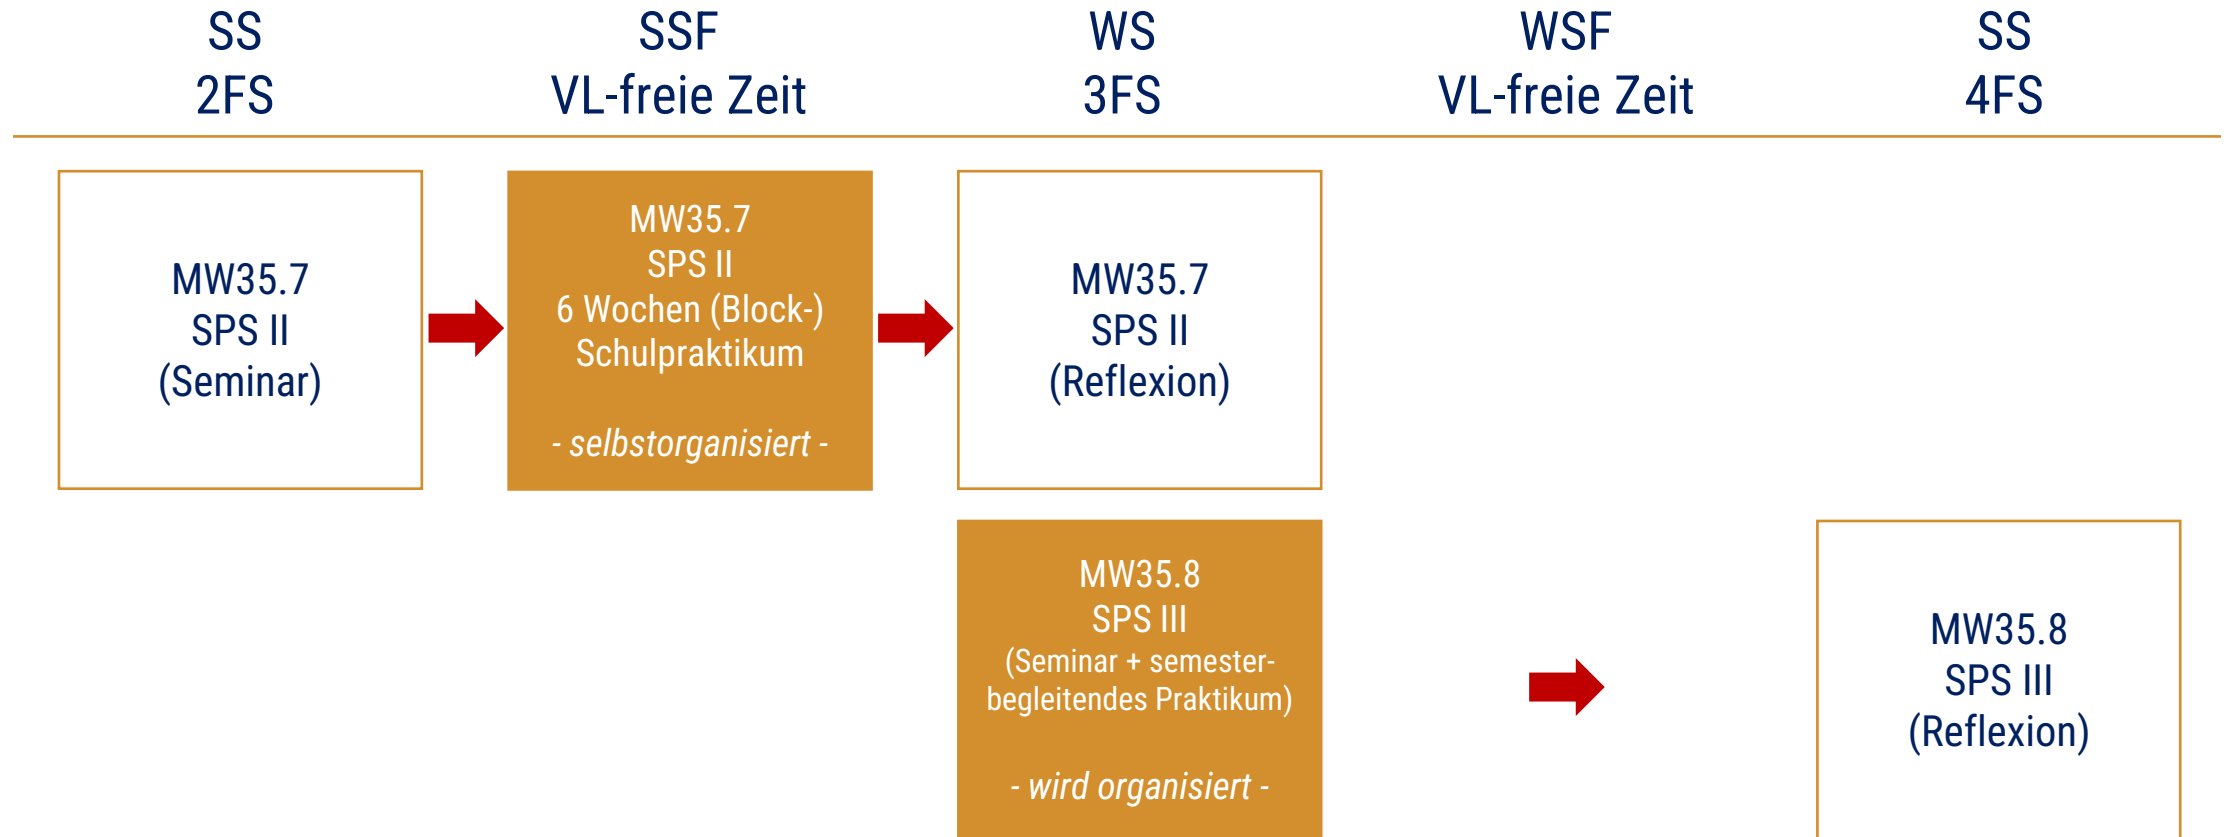 SS
2FS
SSF
VL-freie Zeit
WS
3FS
WSF
VL-freie Zeit
SS
4FS
MW35.7
SPS II
(Seminar)
MW35.7
SPS II
6 Wochen (Block-)
Schulpraktikum
- selbstorganisiert -
MW35.7
SPS II
(Reflexion)
MW35.8
SPS III
(Seminar + semester-
begleitendes Praktikum)
- wird organisiert -
MW35.8
SPS III
(Reflexion)